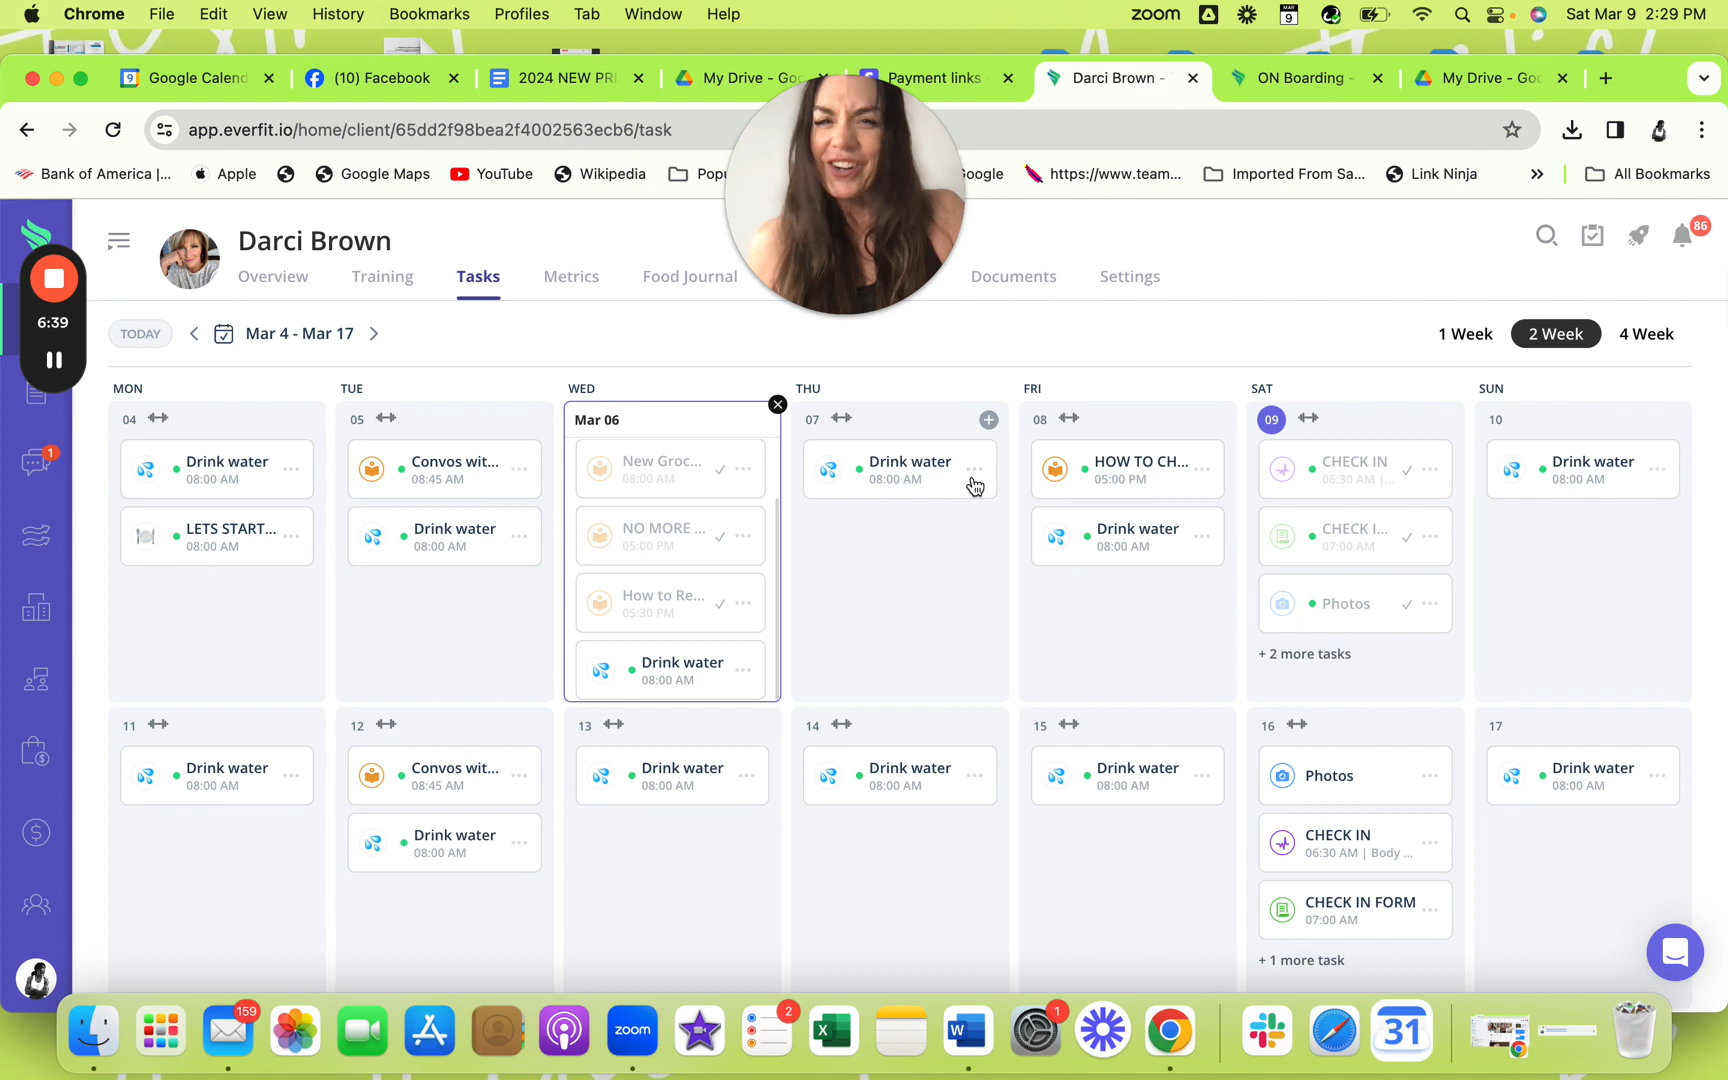 Chrome File Edit View History Bookmarks Profiles Tab Window Help
zoom MAR 9 Sat Mar 9 2:29 PM
Google Calend (10) Facebook 2024 NEW PRI My Drive - Goo Payment links Darci Brown - ON Boarding - My Drive - Goo
app.everfit.io/home/client/65dd2f98bea2f4002563ecb6/task
Bank of America |... Apple Google Maps YouTube Wikipedia https://www.team... Imported From Sa... Link Ninja » All Bookmarks
Darci Brown
86
Overview Training Tasks Metrics Food Journal Documents Settings
6:39
TODAY Mar 4 - Mar 17 1 Week 2 Week 4 Week
MON TUE WED THU FRI SAT SUN
04 05 Mar 06 07 08 09 10
Drink water
08:00 AM
LETS START...
08:00 AM
Convos wit...
08:45 AM
Drink water
08:00 AM
New Groc...
08:00 AM
NO MORE ...
05:00 PM
How to Re...
05:30 PM
Drink water
08:00 AM
Drink water
08:00 AM
HOW TO CH...
05:00 PM
Drink water
08:00 AM
CHECK IN
06:30 AM |...
CHECK I...
07:00 AM
Photos
+ 2 more tasks
Drink water
08:00 AM
1
11 12 13 14 15 16 17
Drink water
08:00 AM
Convos wit...
08:45 AM
Drink water
08:00 AM
Drink water
08:00 AM
Drink water
08:00 AM
Drink water
08:00 AM
Photos
CHECK IN
06:30 AM | Body ...
CHECK IN FORM
07:00 AM
+ 1 more task
Drink water
08:00 AM
159 zoom 2 X W 1 31